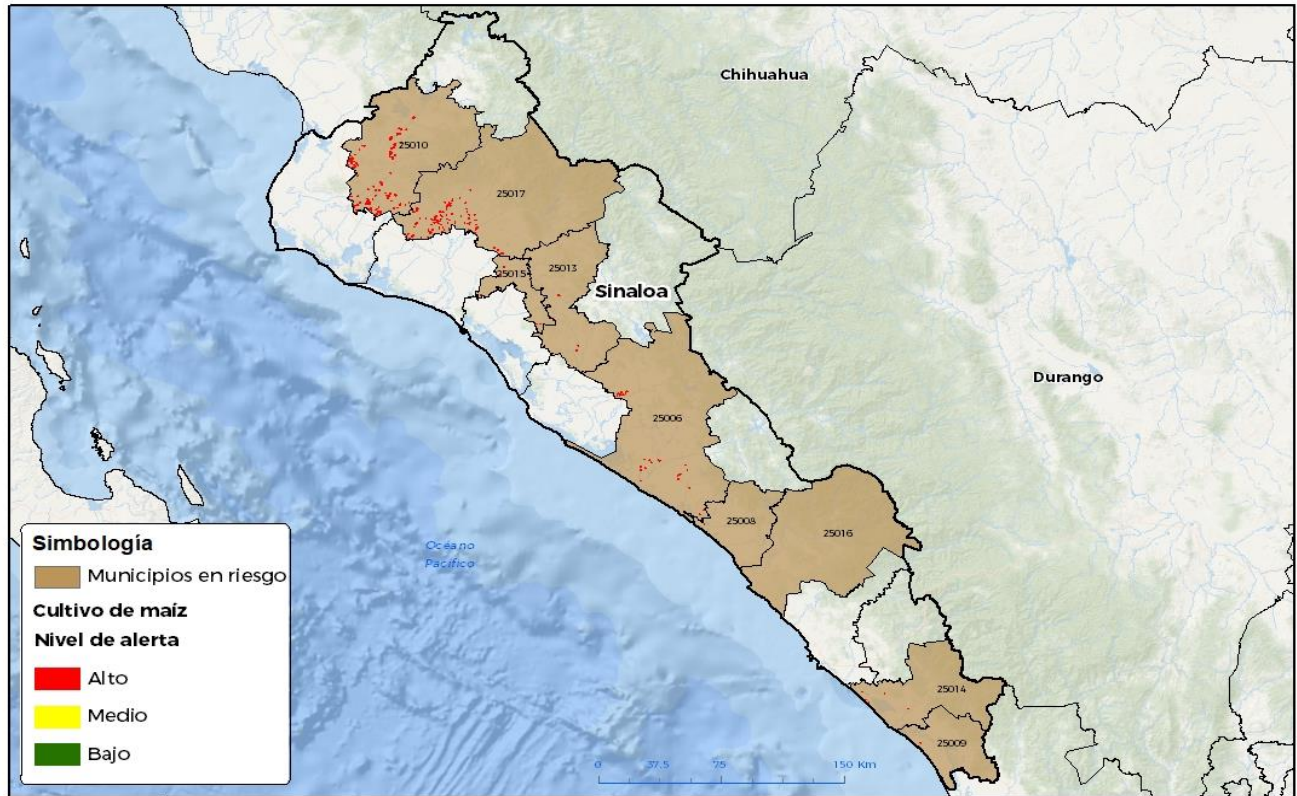 Chihuahua
25010
25017
25015
25013
Sinaloa
Durango
25006
25008
25016
Océano
Pacífico
25014
25009
Simbología
Municipios en riesgo
Cultivo de maíz
Nivel de alerta
Alto
Medio
Bajo
0 37.5 75 150 Km